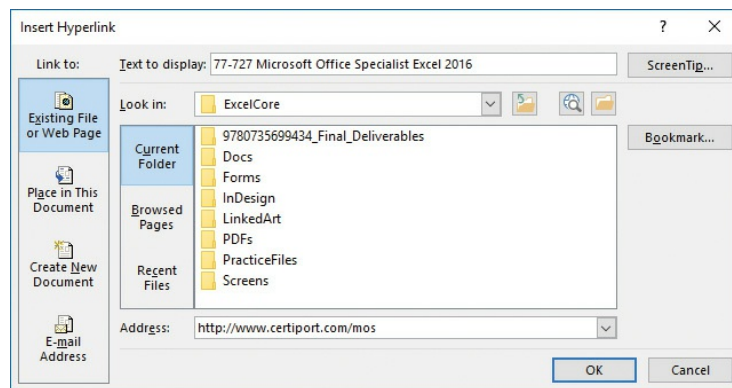 Insert Hyperlink
?
Link to:
Text to display: 77-727 Microsoft Office Specialist Excel 2016
ScreenTip...
Existing File
or Web Page
Place in This
Document
Create New
Document
E-mail
Address
Look in:
ExcelCore
Current
Folder
Browsed
Pages
Recent
Files
9780735699434_Final_Deliverables
Docs
Forms
InDesign
LinkedArt
PDFs
PracticeFiles
Screens
Bookmark...
Address: http://www.certiport.com/mos
OK Cancel